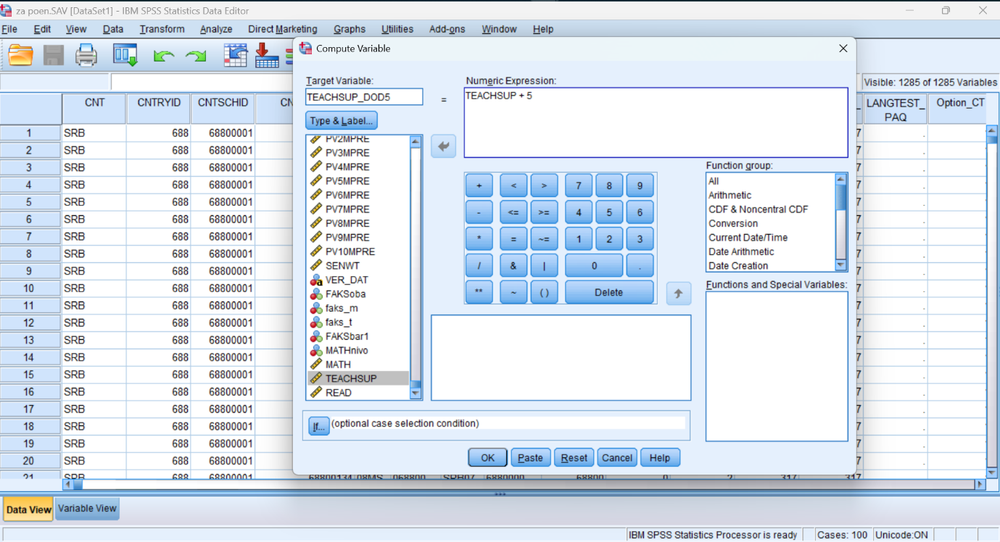 za poen.SAV [DataSet1] - IBM SPSS Statistics Data Editor
File Edit View Data Transform Analyze Direct Marketing Graphs Utilities Add-ons Window Help
Visible: 1285 of 1285 Variables
CNT CNTRYID CNTSCHID CN LANGTEST_PAQ Option_CT
1 SRB 688 68800001 7 .
2 SRB 688 68800001 7 .
3 SRB 688 68800001 7 .
4 SRB 688 68800001 7 .
5 SRB 688 68800001 7 .
6 SRB 688 68800001 7 .
7 SRB 688 68800001 7 .
8 SRB 688 68800001 7 .
9 SRB 688 68800001 7 .
10 SRB 688 68800001 7 .
11 SRB 688 68800001 7 .
12 SRB 688 68800001 7 .
13 SRB 688 68800001 7 .
14 SRB 688 68800001 7 .
15 SRB 688 68800001 7 .
16 SRB 688 68800001 7 .
17 SRB 688 68800001 7 .
18 SRB 688 68800001 7 .
19 SRB 688 68800001 7 .
20 SRB 688 68800001 7 .
21 SRB 688 68800001 68800134 08MS 068800 SRB07 6880000 68800 0 2 317 317
Compute Variable
Target Variable:
TEACHSUP_DOD5
=
Numeric Expression:
TEACHSUP + 5
Type & Label...
PV2MPRE
PV3MPRE
PV4MPRE
PV5MPRE
PV6MPRE
PV7MPRE
PV8MPRE
PV9MPRE
PV10MPRE
SENWT
VER_DAT
FAKSoba
faks_m
faks_t
FAKSbar1
MATHnivo
MATH
TEACHSUP
READ
+ < > 7 8 9
- <= >= 4 5 6
* = ~= 1 2 3
/ & | 0 .
** ~ ( ) Delete
Function group:
All
Arithmetic
CDF & Noncentral CDF
Conversion
Current Date/Time
Date Arithmetic
Date Creation
Functions and Special Variables:
If... (optional case selection condition)
OK Paste Reset Cancel Help
Data View Variable View
IBM SPSS Statistics Processor is ready Cases: 100 Unicode:ON